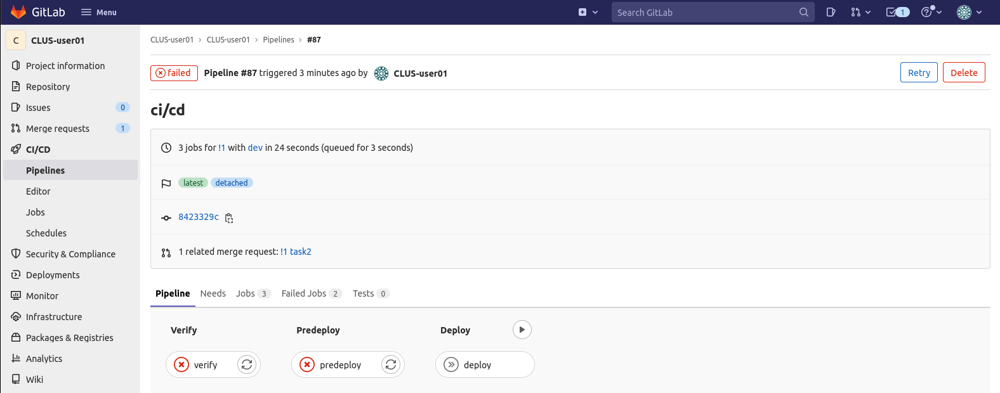 GitLab
Menu
Search GitLab
1
C
CLUS-user01
Project information
Repository
Issues
0
Merge requests
1
CI/CD
Pipelines
Editor
Jobs
Schedules
Security & Compliance
Deployments
Monitor
Infrastructure
Packages & Registries
Analytics
Wiki
CLUS-user01 › CLUS-user01 › Pipelines › #87
failed Pipeline #87 triggered 3 minutes ago by CLUS-user01
Retry
Delete
ci/cd
3 jobs for !1 with dev in 24 seconds (queued for 3 seconds)
latest detached
8423329c
1 related merge request: !1 task2
Pipeline Needs Jobs 3 Failed Jobs 2 Tests 0
Verify Predeploy Deploy
verify predeploy deploy